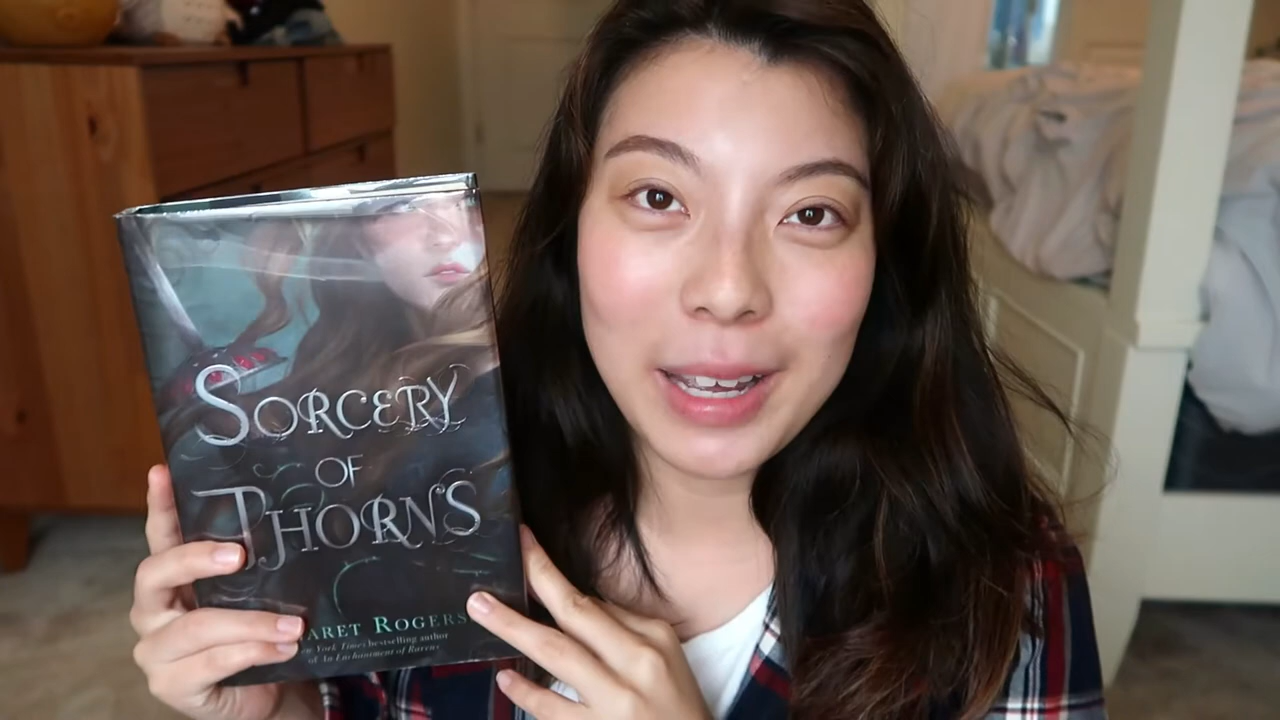 SORCERY
OF
THORNS
ARET ROGERS
New York Times bestselling author
of An Enchantment of Ravens